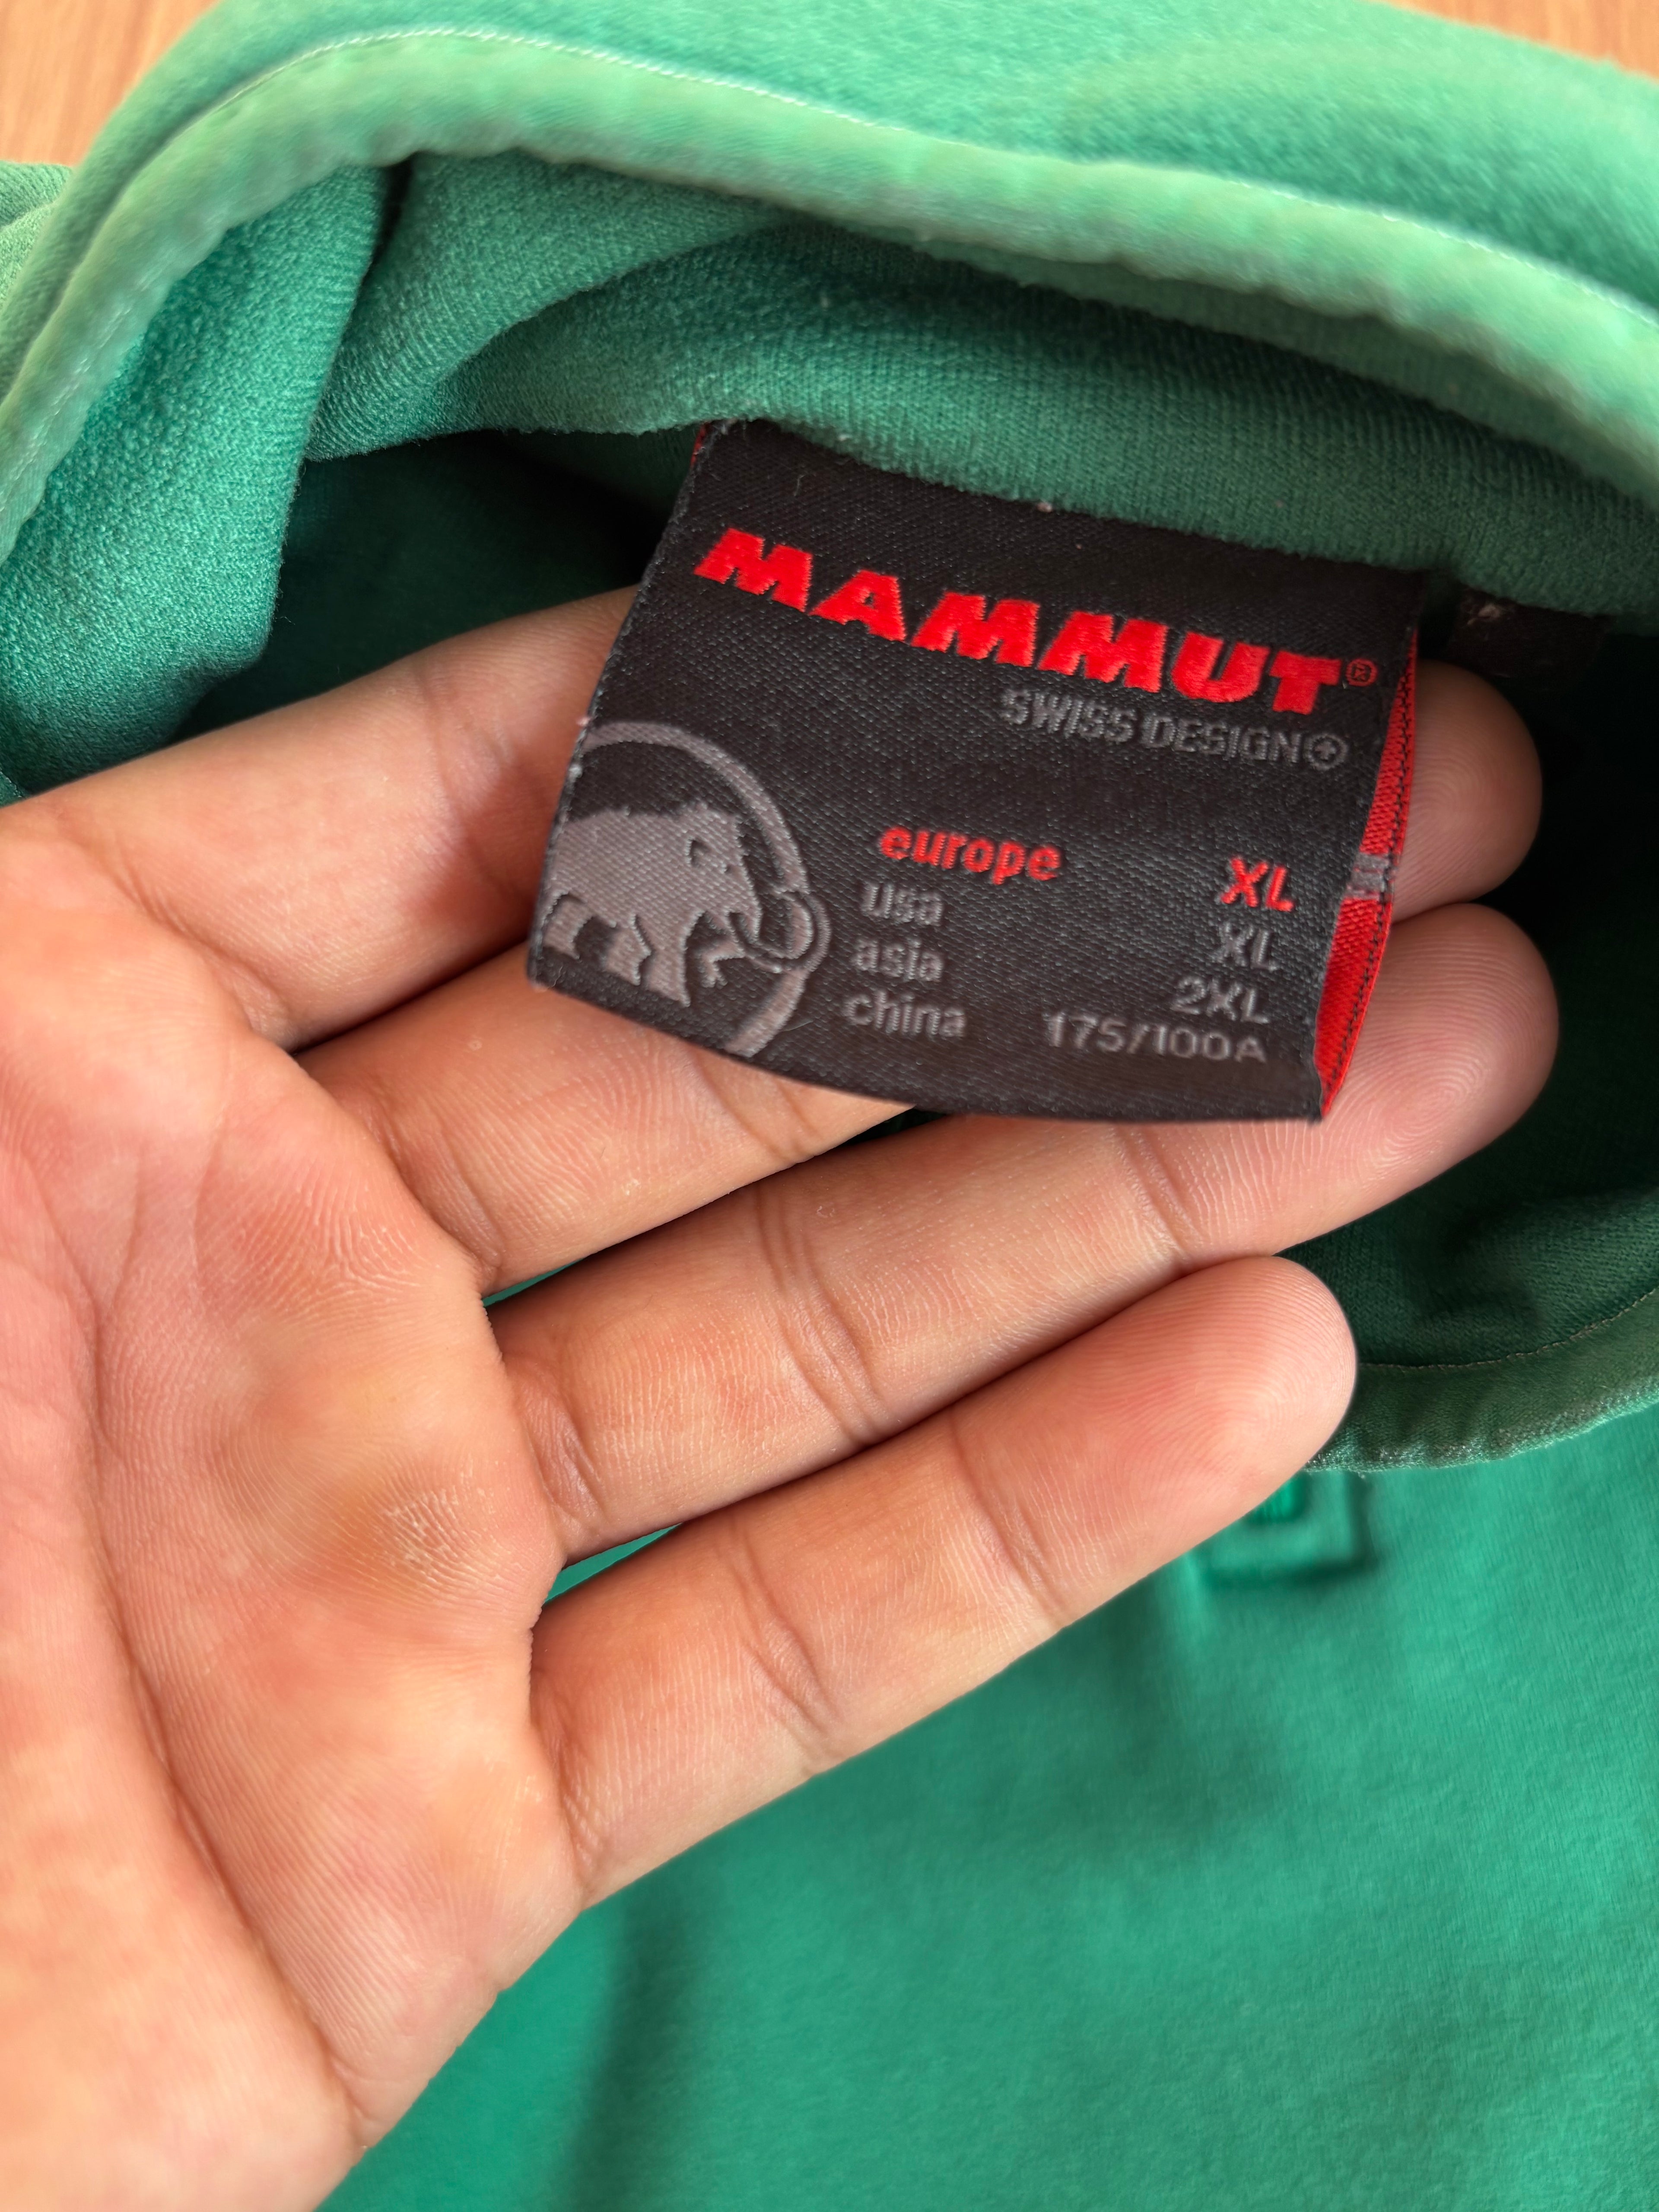 MAMMUT®
SWISS DESIGN
europe XL
usa XL
asia 2XL
china 175/100A